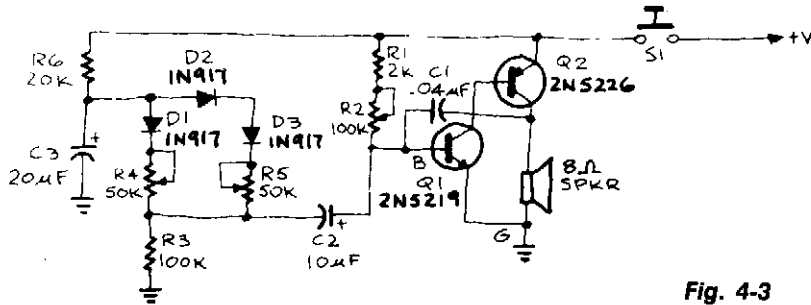 R6
20K
D2
1N917
D1
1N917
D3
1N917
C3
20µF
+
R4
50K
R5
50K
R3
100K
C2
10µF
+
R1
2K
R2
100K
C1
.04µF
B
Q1
2N5219
Q2
2N5226
8Ω
SPKR
G
S1
+V
Fig. 4-3